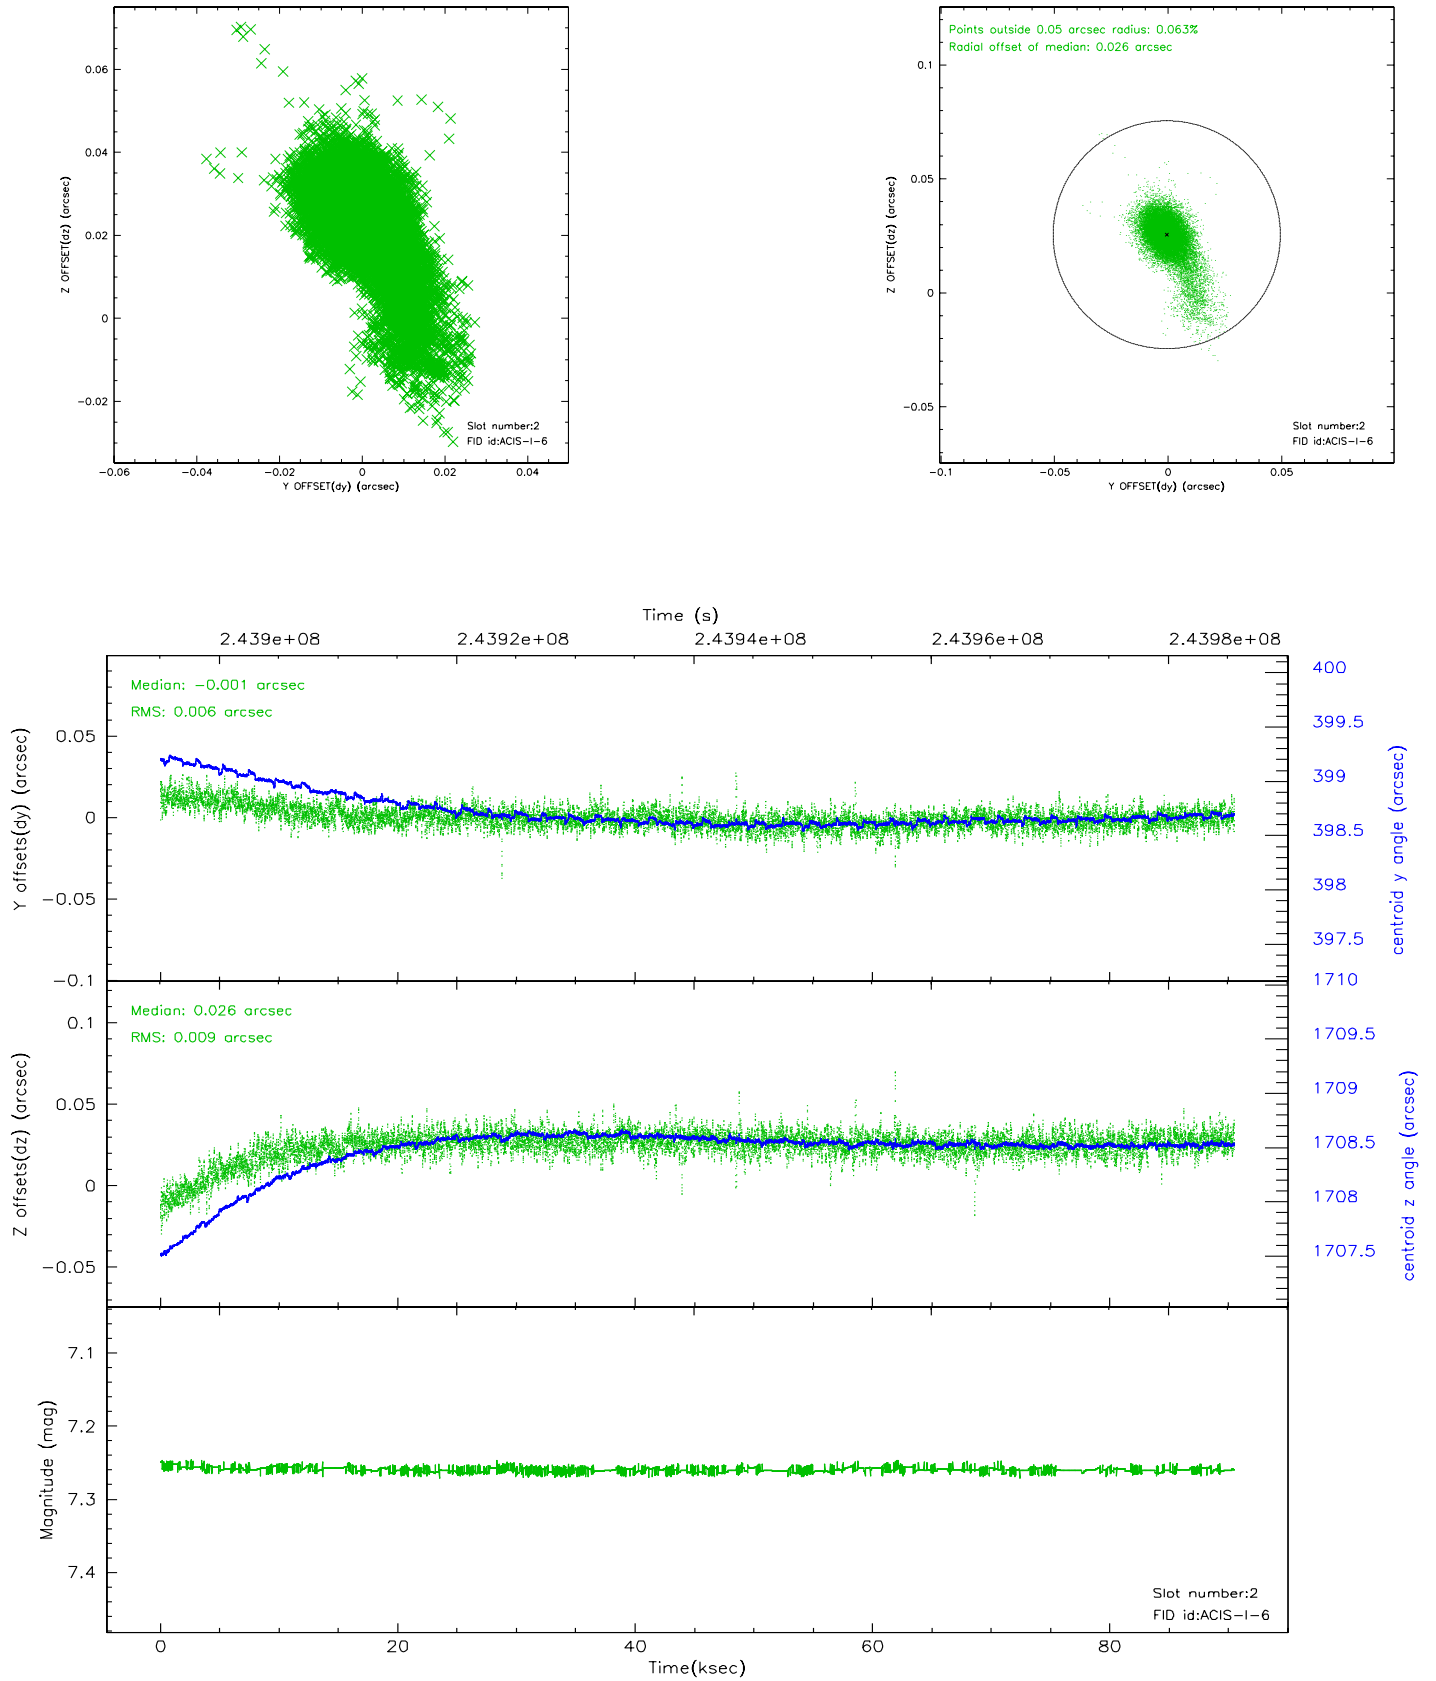 0.06
0.04
0.02
0
−0.02
Z OFFSET(dz) (arcsec)
−0.06 −0.04 −0.02 0 0.02 0.04
Y OFFSET(dy) (arcsec)
Slot number:2
FID id:ACIS−I−6
Points outside 0.05 arcsec radius: 0.063%
Radial offset of median: 0.026 arcsec
0.1
0.05
0
−0.05
Z OFFSET(dz) (arcsec)
−0.1 −0.05 0 0.05
Y OFFSET(dy) (arcsec)
Slot number:2
FID id:ACIS−I−6
Time (s)
2.439e+08 2.4392e+08 2.4394e+08 2.4396e+08 2.4398e+08
Median: −0.001 arcsec
RMS: 0.006 arcsec
0.05
0
−0.05
−0.1
Y offsets(dy) (arcsec)
400
399.5
399
398.5
398
397.5
centroid y angle (arcsec)
Median: 0.026 arcsec
RMS: 0.009 arcsec
0.1
0.05
0
−0.05
Z offsets(dz) (arcsec)
1710
1709.5
1709
1708.5
1708
1707.5
centroid z angle (arcsec)
7.1
7.2
7.3
7.4
Magnitude (mag)
Slot number:2
FID id:ACIS−I−6
0 20 40 60 80
Time(ksec)